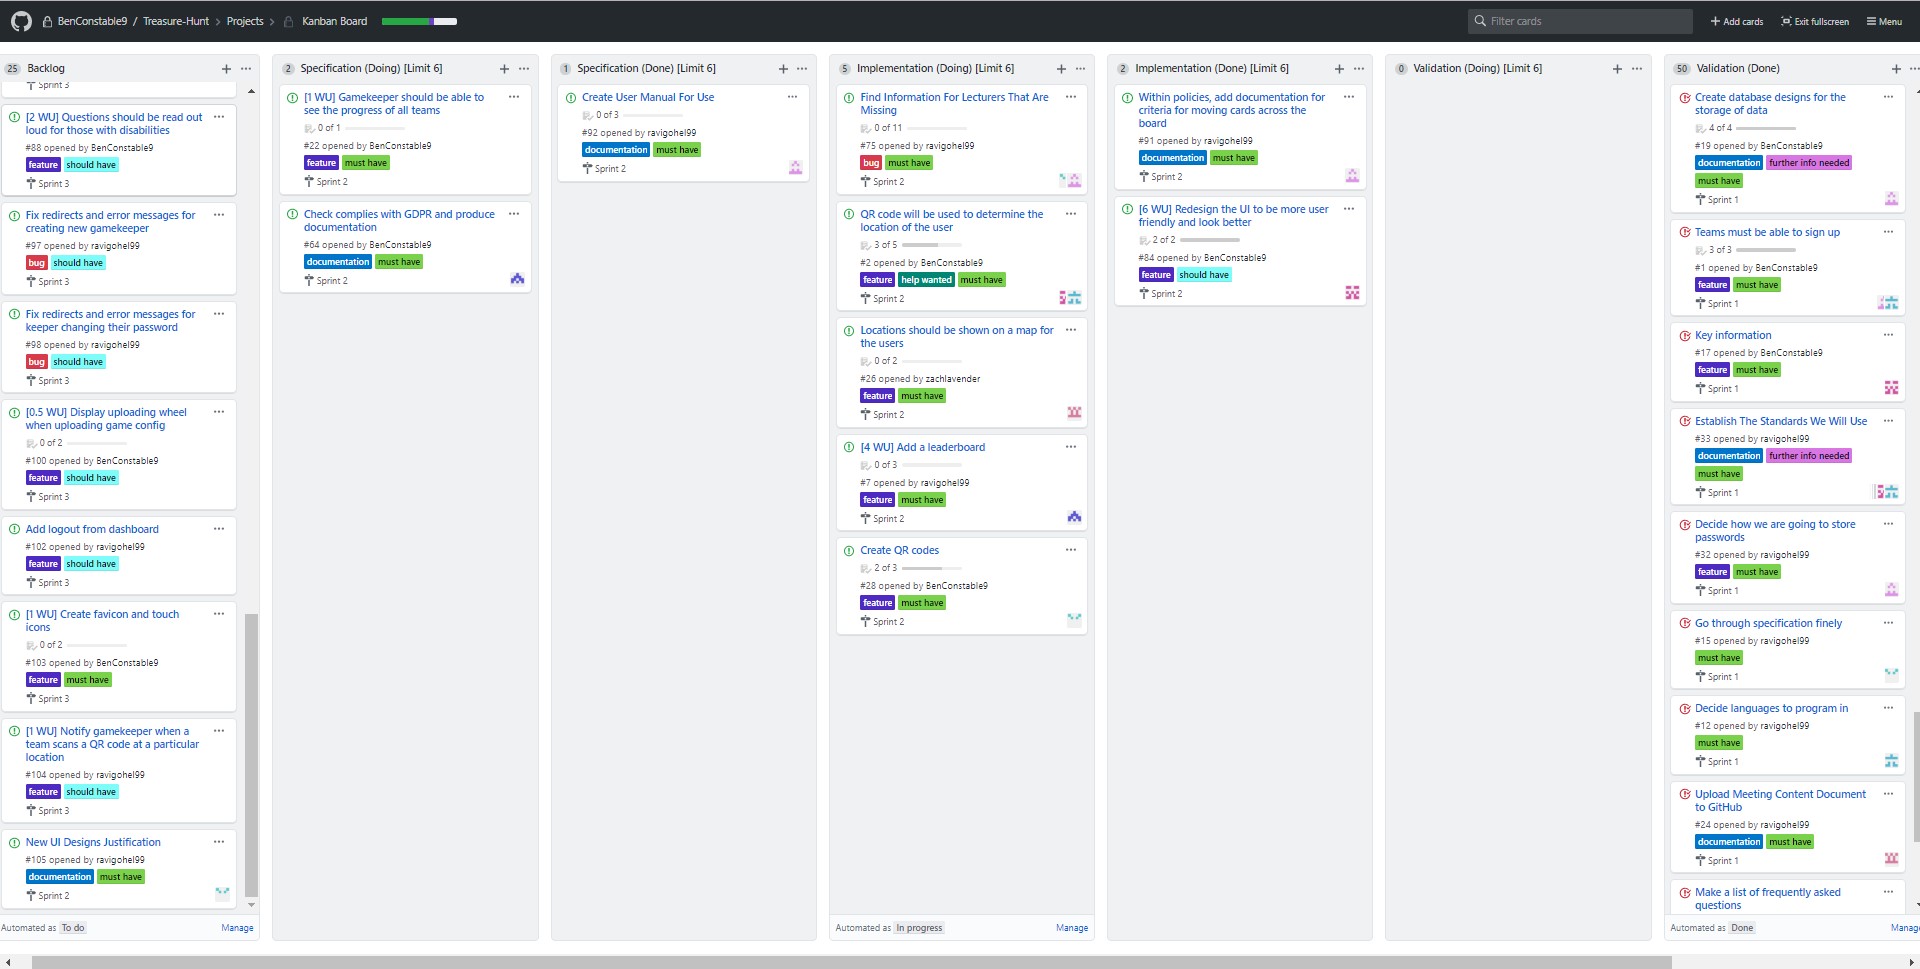 BenConstable9 / Treasure-Hunt > Projects > Kanban Board
Filter cards
Add cards
Exit fullscreen
Menu
25 Backlog
Sprint 3
[2 WU] Questions should be read out
loud for those with disabilities
#88 opened by BenConstable9
feature should have
Sprint 3
Fix redirects and error messages for
creating new gamekeeper
#97 opened by ravigohel99
bug should have
Sprint 3
Fix redirects and error messages for
keeper changing their password
#98 opened by ravigohel99
bug should have
Sprint 3
[0.5 WU] Display uploading wheel
when uploading game config
0 of 2
#100 opened by BenConstable9
feature should have
Sprint 3
Add logout from dashboard
#102 opened by ravigohel99
feature should have
Sprint 3
[1 WU] Create favicon and touch
icons
0 of 2
#103 opened by BenConstable9
feature must have
Sprint 3
[1 WU] Notify gamekeeper when a
team scans a QR code at a particular
location
#104 opened by ravigohel99
feature should have
Sprint 3
New UI Designs Justification
#105 opened by ravigohel99
documentation must have
Sprint 2
Automated as To do
Manage
2 Specification (Doing) [Limit 6]
[1 WU] Gamekeeper should be able to
see the progress of all teams
0 of 1
#22 opened by BenConstable9
feature must have
Sprint 2
Check complies with GDPR and produce
documentation
#64 opened by BenConstable9
documentation must have
Sprint 2
1 Specification (Done) [Limit 6]
Create User Manual For Use
0 of 3
#92 opened by ravigohel99
documentation must have
Sprint 2
5 Implementation (Doing) [Limit 6]
Find Information For Lecturers That Are
Missing
0 of 11
#75 opened by ravigohel99
bug must have
Sprint 2
QR code will be used to determine the
location of the user
3 of 5
#2 opened by BenConstable9
feature help wanted must have
Sprint 2
Locations should be shown on a map for
the users
0 of 2
#26 opened by zachlavender
feature must have
Sprint 2
[4 WU] Add a leaderboard
0 of 3
#7 opened by ravigohel99
feature must have
Sprint 2
Create QR codes
2 of 3
#28 opened by BenConstable9
feature must have
Sprint 2
Automated as In progress
Manage
2 Implementation (Done) [Limit 6]
Within policies, add documentation for
criteria for moving cards across the
board
#91 opened by ravigohel99
documentation must have
Sprint 2
[6 WU] Redesign the UI to be more user
friendly and look better
2 of 2
#84 opened by BenConstable9
feature should have
Sprint 2
0 Validation (Doing) [Limit 6]
50 Validation (Done)
Create database designs for the
storage of data
4 of 4
#19 opened by BenConstable9
documentation further info needed
must have
Sprint 1
Teams must be able to sign up
3 of 3
#1 opened by BenConstable9
feature must have
Sprint 1
Key information
#17 opened by BenConstable9
feature must have
Sprint 1
Establish The Standards We Will Use
#33 opened by ravigohel99
documentation further info needed
must have
Sprint 1
Decide how we are going to store
passwords
#32 opened by ravigohel99
feature must have
Sprint 1
Go through specification finely
#15 opened by ravigohel99
must have
Sprint 1
Decide languages to program in
#12 opened by ravigohel99
must have
Sprint 1
Upload Meeting Content Document
to GitHub
#24 opened by ravigohel99
documentation must have
Sprint 1
Make a list of frequently asked
questions
Automated as Done
Manage